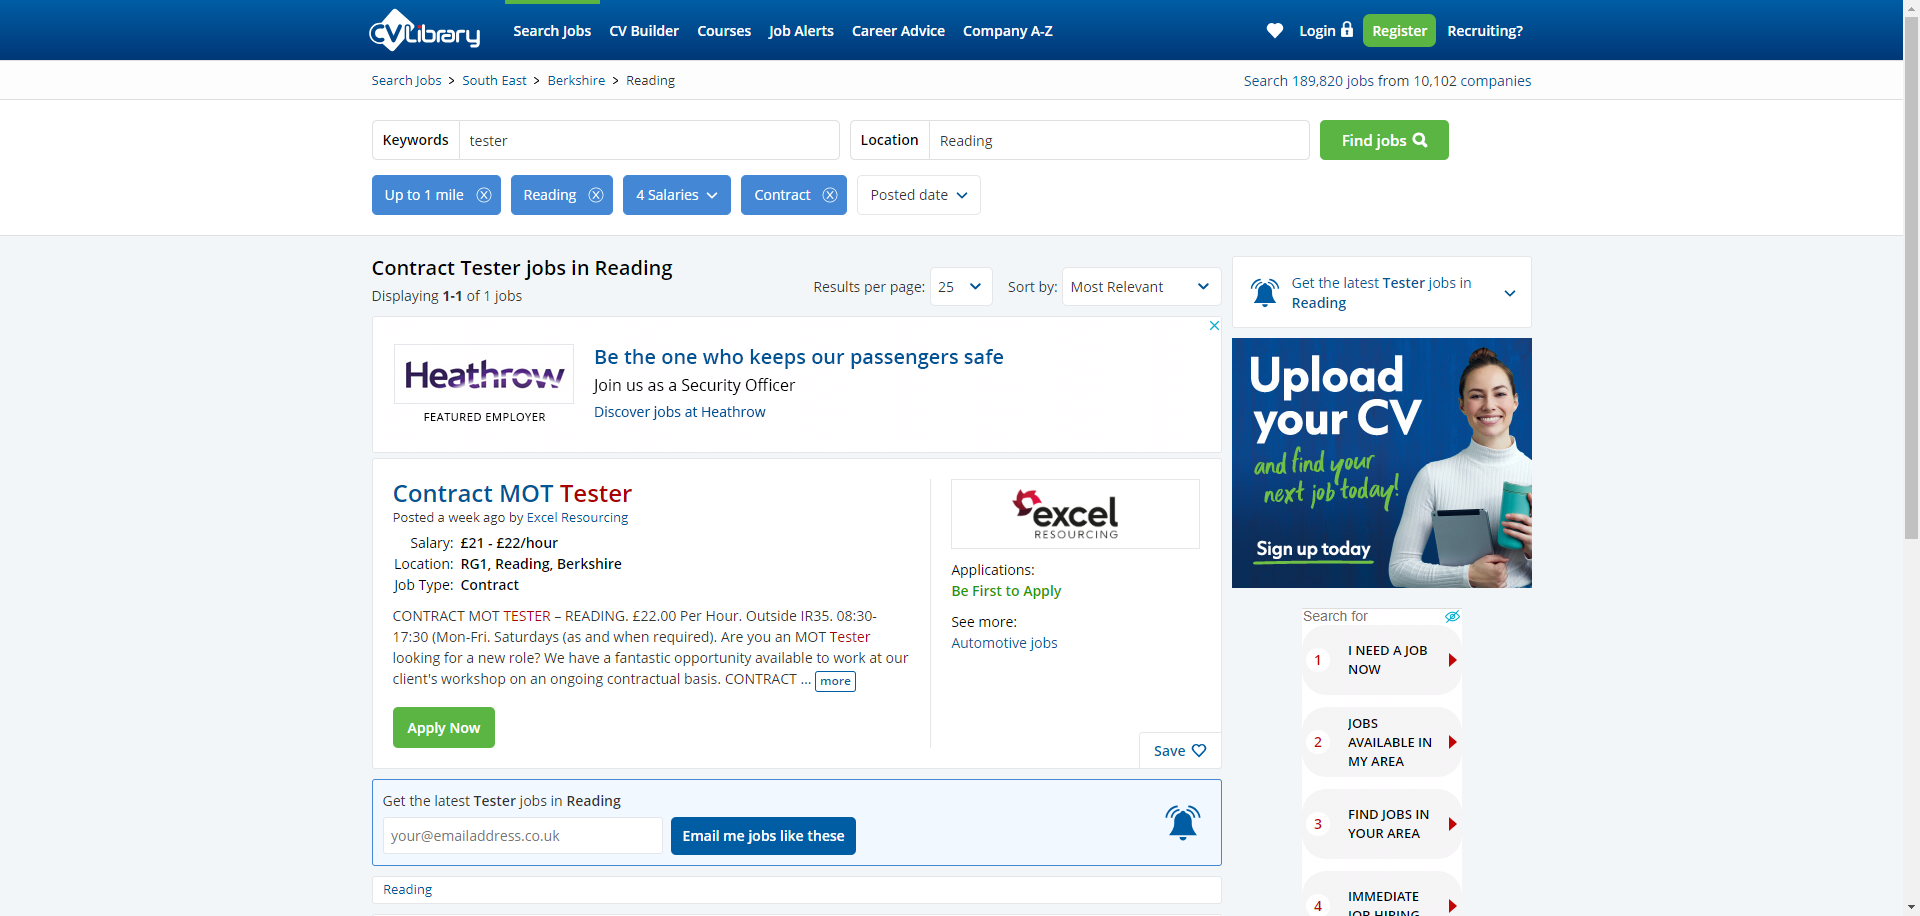 CVLibrary
Search Jobs
CV Builder
Courses
Job Alerts
Career Advice
Company A-Z
Login
Register
Recruiting?
Search Jobs > South East > Berkshire > Reading
Search 189,820 jobs from 10,102 companies
Keywords
tester
Location
Reading
Find jobs
Up to 1 mile
Reading
4 Salaries
Contract
Posted date
Contract Tester jobs in Reading
Displaying 1-1 of 1 jobs
Results per page: 25
Sort by: Most Relevant
Heathrow
FEATURED EMPLOYER
Be the one who keeps our passengers safe
Join us as a Security Officer
Discover jobs at Heathrow
Contract MOT Tester
Posted a week ago by Excel Resourcing
Salary: £21 - £22/hour
Location: RG1, Reading, Berkshire
Job Type: Contract
CONTRACT MOT TESTER – READING. £22.00 Per Hour. Outside IR35. 08:30-
17:30 (Mon-Fri. Saturdays (as and when required). Are you an MOT Tester
looking for a new role? We have a fantastic opportunity available to work at our
client's workshop on an ongoing contractual basis. CONTRACT ... more
Apply Now
excel
RESOURCING
Applications:
Be First to Apply
See more:
Automotive jobs
Save
Get the latest Tester jobs in Reading
your@emailaddress.co.uk
Email me jobs like these
Reading
Get the latest Tester jobs in
Reading
Upload
your CV
and find your
next job today!
Sign up today
Search for
1
I NEED A JOB
NOW
2
JOBS
AVAILABLE IN
MY AREA
3
FIND JOBS IN
YOUR AREA
4
IMMEDIATE
JOB HIRING